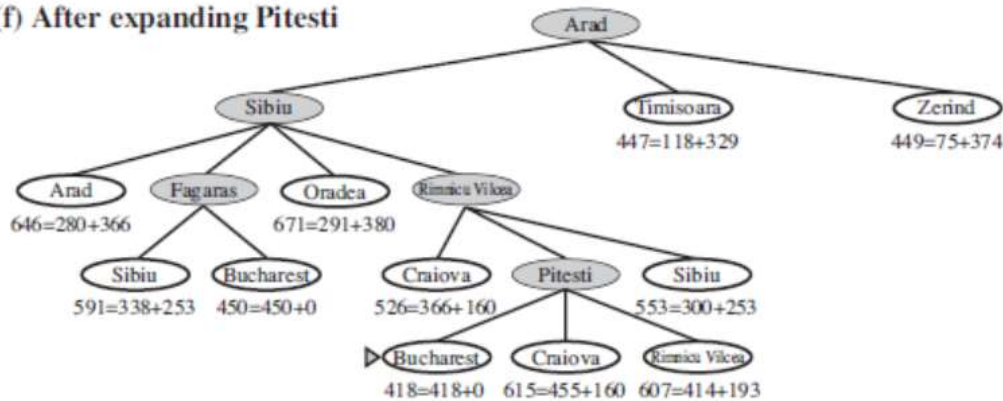 (f) After expanding Pitesti
Arad
Sibiu Timisoara Zerind
447=118+329 449=75+374
Arad Fagaras Oradea Rimnicu Vilcea
646=280+366 671=291+380
Sibiu Bucharest Craiova Pitesti Sibiu
591=338+253 450=450+0 526=366+160 553=300+253
Bucharest Craiova Rimnicu Vilcea
418=418+0 615=455+160 607=414+193